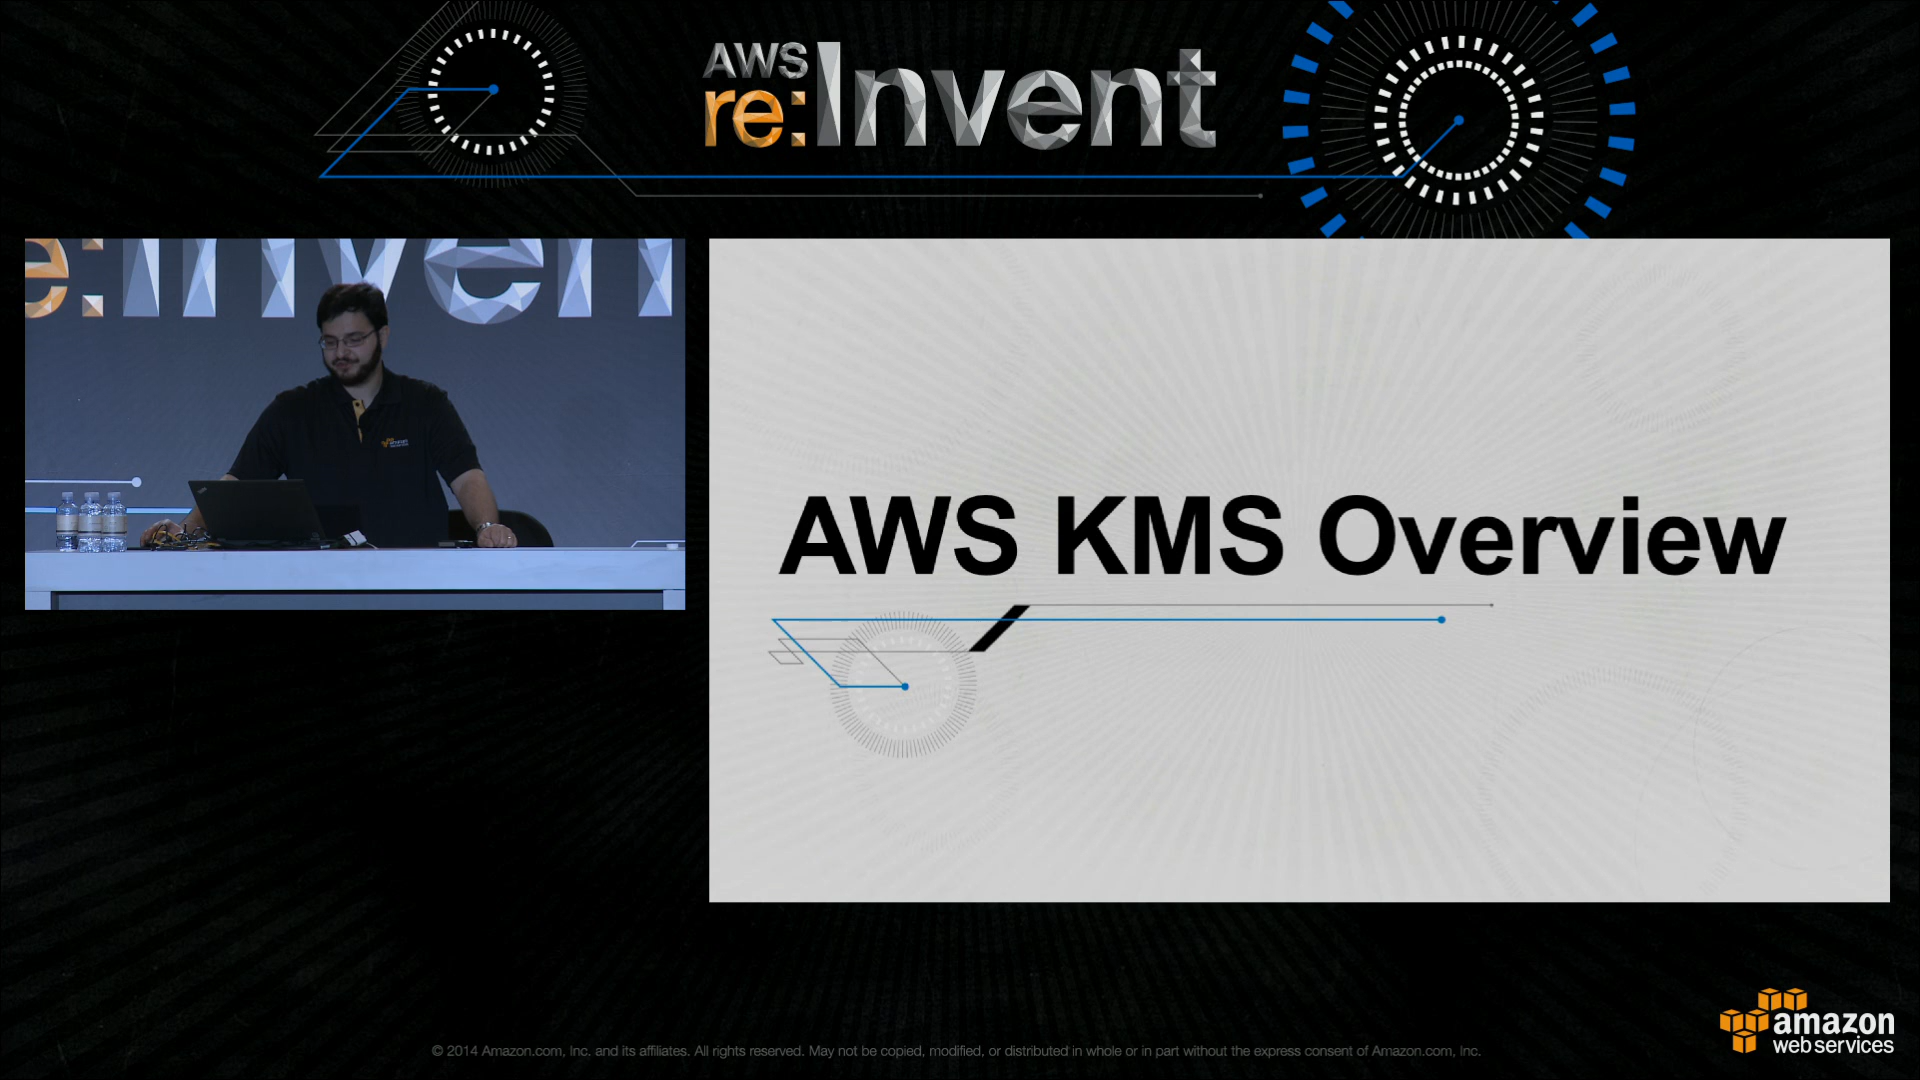 AWS
re:Invent
e:Inven
AWS KMS Overview
amazon
web services
© 2014 Amazon.com, Inc. and its affiliates. All rights reserved. May not be copied, modified, or distributed in whole or in part without the express consent of Amazon.com, Inc.